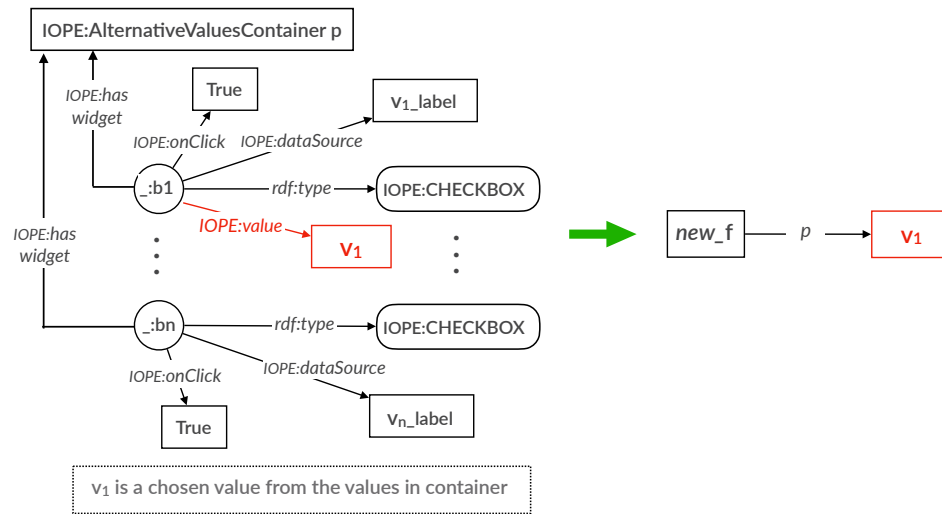 IOPE:AlternativeValuesContainer p
True
v₁_label
IOPE:has
widget
IOPE:onClick
IOPE:dataSource
_:b1
rdf:type
IOPE:CHECKBOX
IOPE:value
v₁
IOPE:has
widget
new_f
p
v₁
_:bn
rdf:type
IOPE:CHECKBOX
IOPE:onClick
IOPE:dataSource
True
vₙ_label
v₁ is a chosen value from the values in container